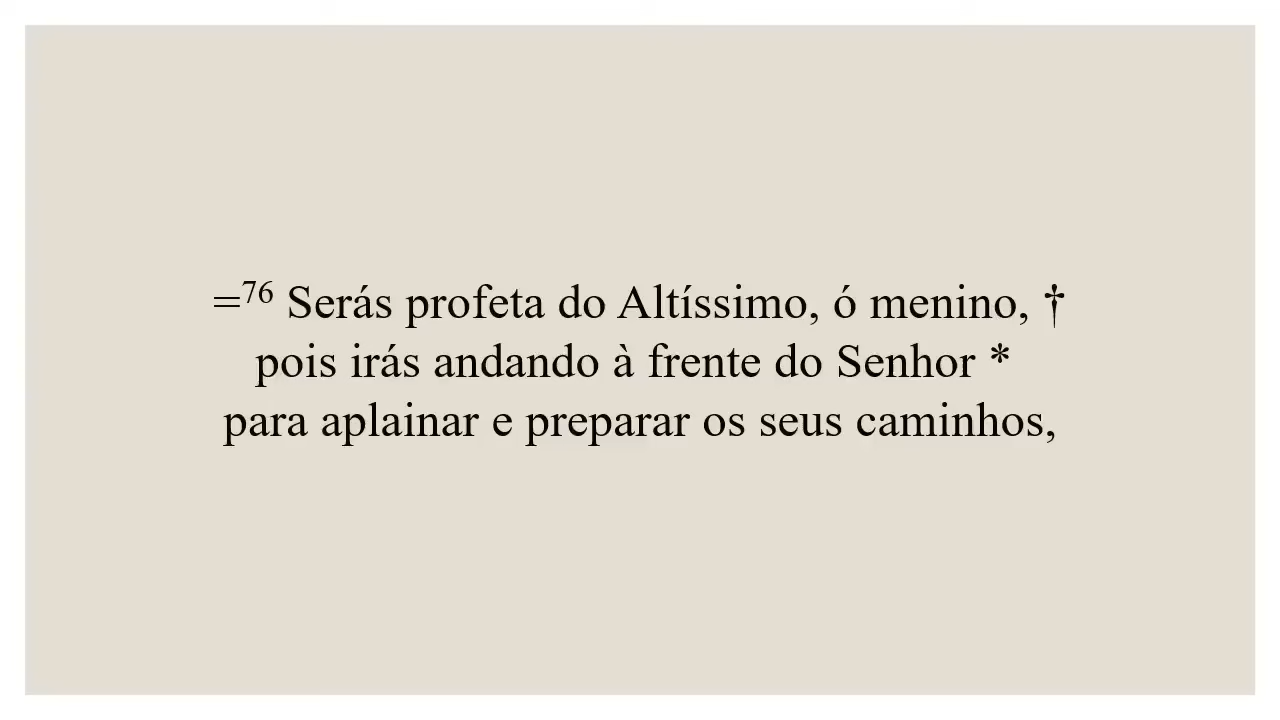 =76 Serás profeta do Altíssimo, ó menino, †
pois irás andando à frente do Senhor *
para aplainar e preparar os seus caminhos,